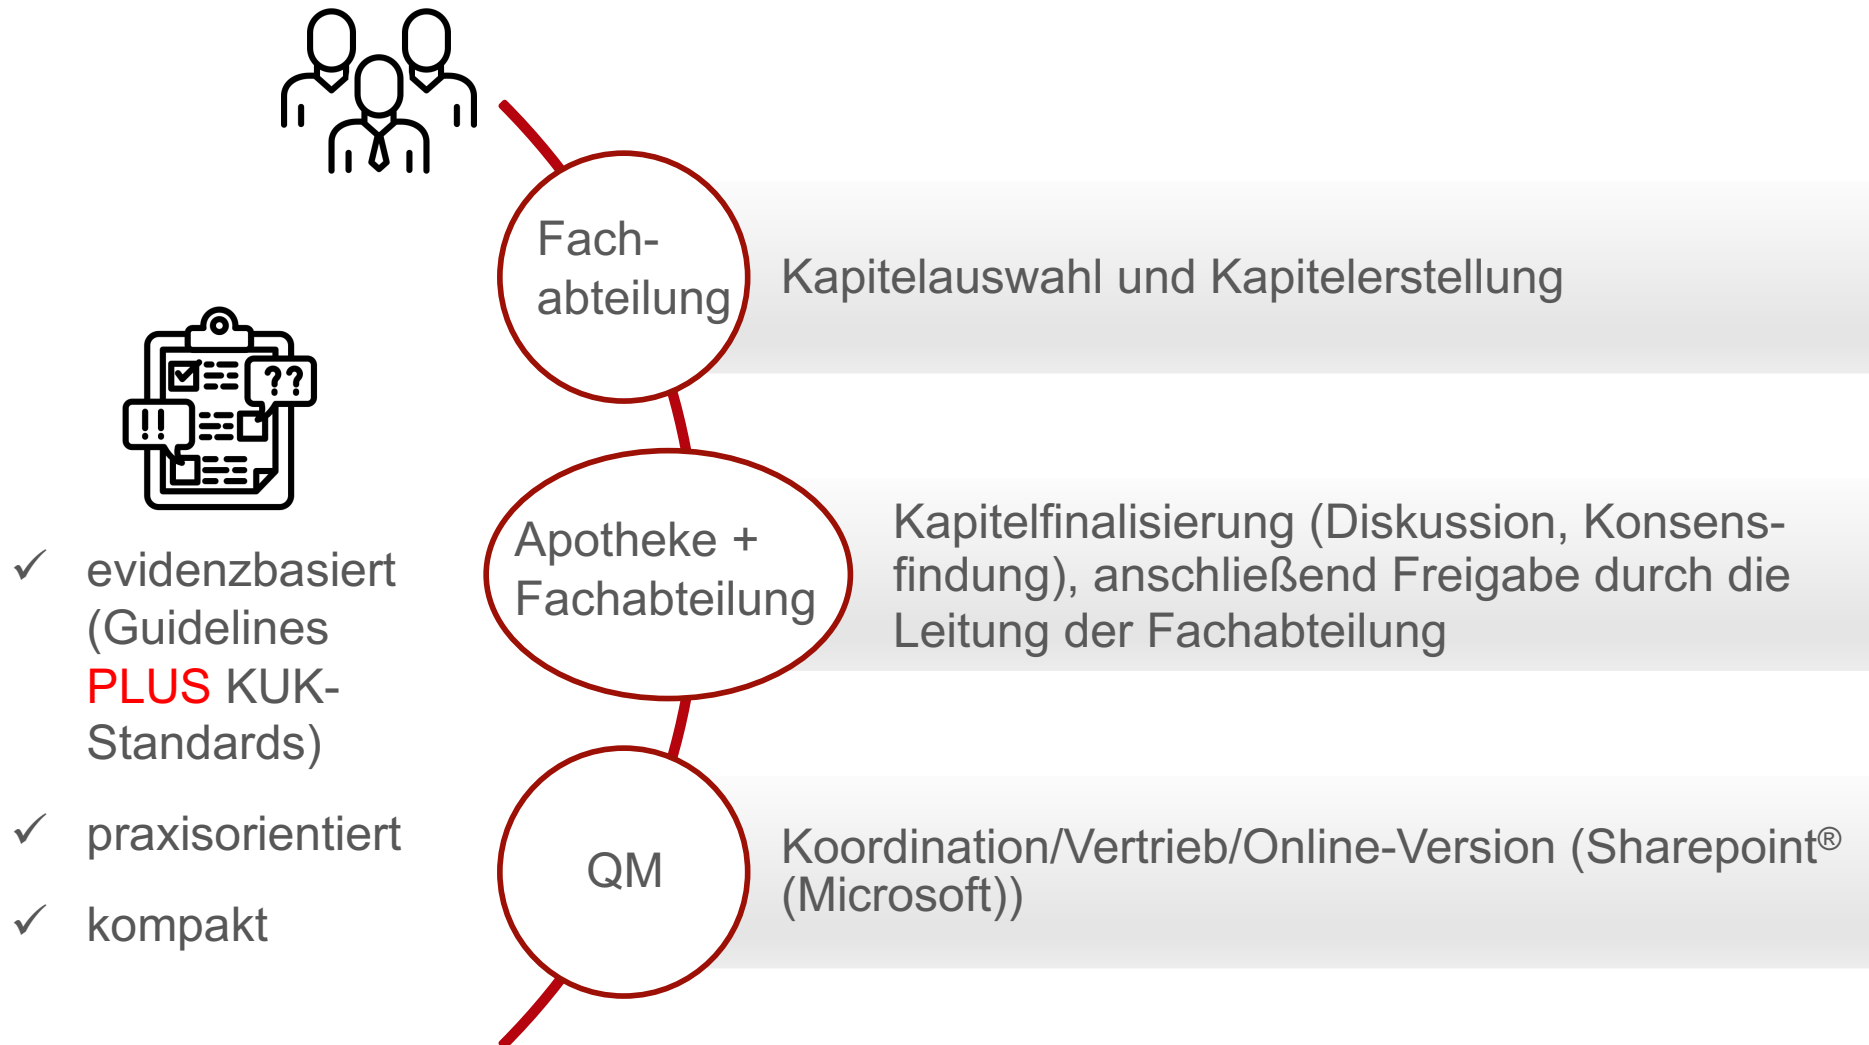 Fach-
abteilung
Kapitelauswahl und Kapitelerstellung
??
!!
Apotheke +
Fachabteilung
Kapitelfinalisierung (Diskussion, Konsens-
findung), anschließend Freigabe durch die
Leitung der Fachabteilung
✓ evidenzbasiert
(Guidelines
PLUS KUK-
Standards)
✓ praxisorientiert
✓ kompakt
QM
Koordination/Vertrieb/Online-Version (Sharepoint®
(Microsoft))